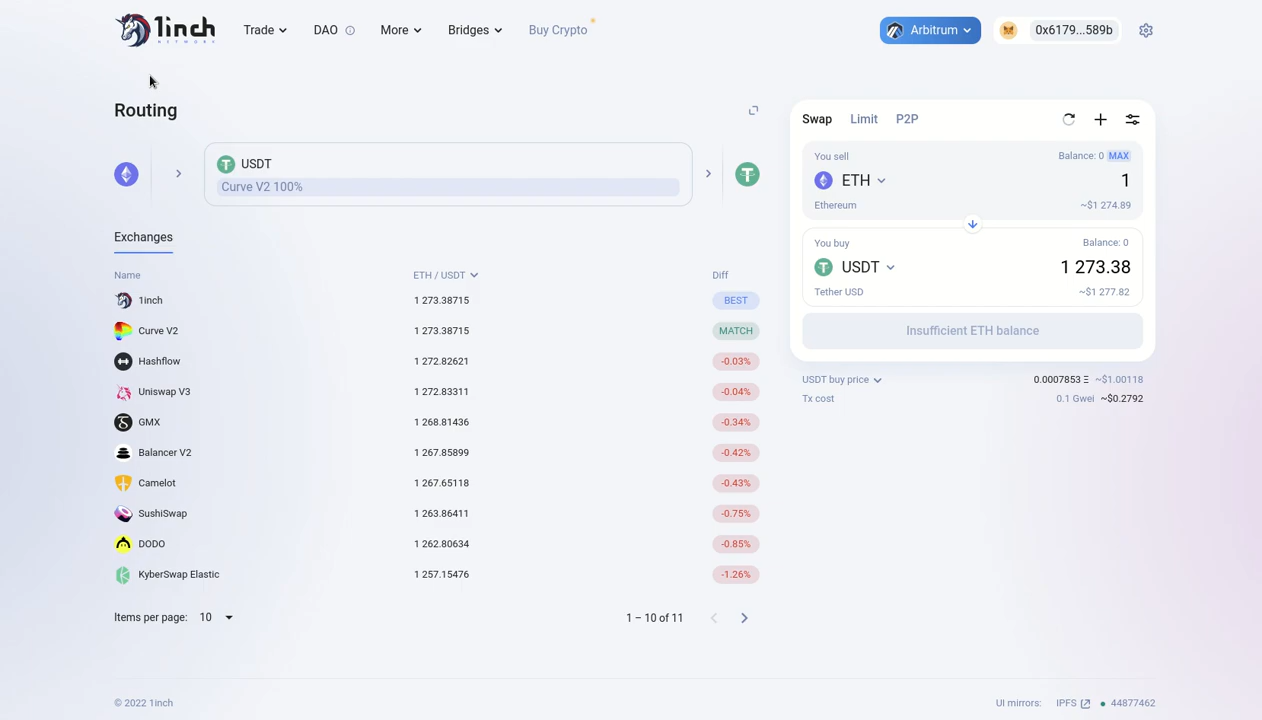 1inch
NETWORK
Trade
DAO
More
Bridges
Buy Crypto
Arbitrum
0x6179...589b
Routing
USDT
Curve V2 100%
Exchanges
Name ETH / USDT Diff
1inch 1 273.38715 BEST
Curve V2 1 273.38715 MATCH
Hashflow 1 272.82621 -0.03%
Uniswap V3 1 272.83311 -0.04%
GMX 1 268.81436 -0.34%
Balancer V2 1 267.85899 -0.42%
Camelot 1 267.65118 -0.43%
SushiSwap 1 263.86411 -0.75%
DODO 1 262.80634 -0.85%
KyberSwap Elastic 1 257.15476 -1.26%
Items per page: 10 1 – 10 of 11
Swap Limit P2P
You sell Balance: 0 MAX
ETH 1
Ethereum ~$1 274.89
You buy Balance: 0
USDT 1 273.38
Tether USD ~$1 277.82
Insufficient ETH balance
USDT buy price 0.0007853 Ξ ~$1.00118
Tx cost 0.1 Gwei ~$0.2792
© 2022 1inch
UI mirrors: IPFS 44877462